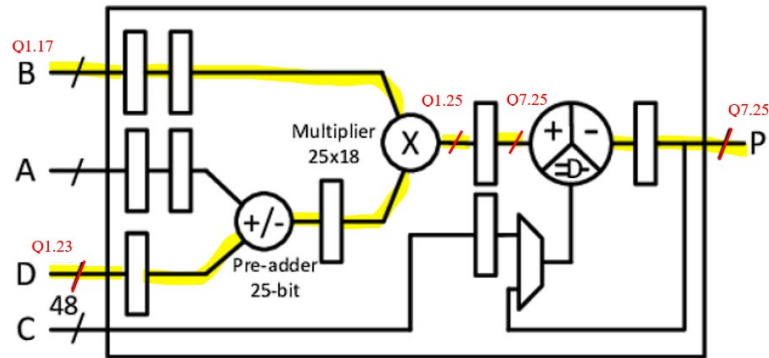 Q1.17
B
Q1.25
Q7.25
Q7.25
Multiplier
25x18
X
+
-
D
P
A
+/-
Q1.23
D
Pre-adder
25-bit
48
C